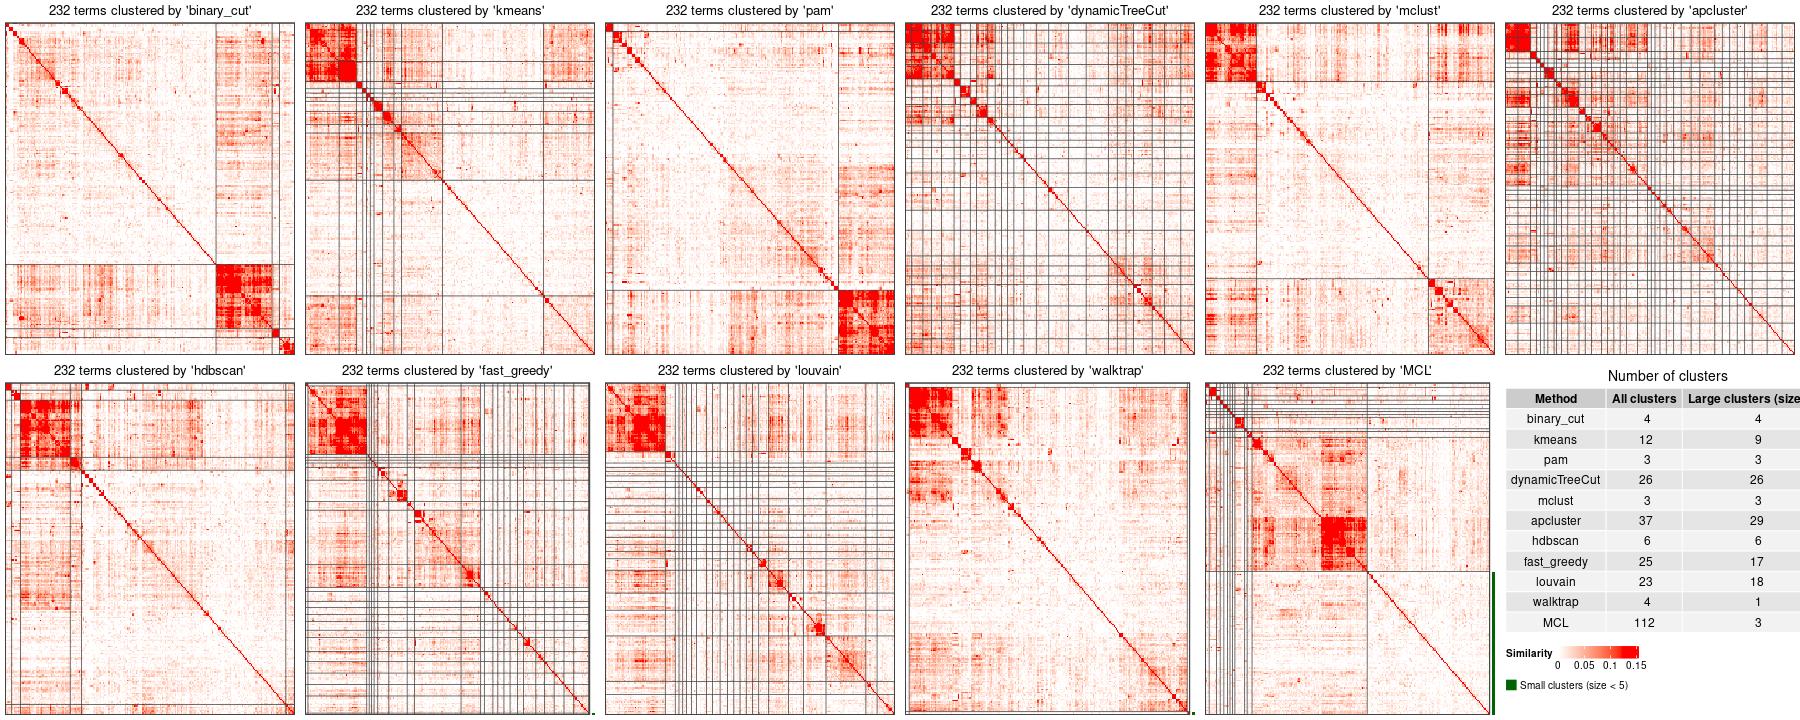 232 terms clustered by 'binary_cut'
232 terms clustered by 'kmeans'
232 terms clustered by 'pam'
232 terms clustered by 'dynamicTreeCut'
232 terms clustered by 'mclust'
232 terms clustered by 'apcluster'
232 terms clustered by 'hdbscan'
232 terms clustered by 'fast_greedy'
232 terms clustered by 'louvain'
232 terms clustered by 'walktrap'
232 terms clustered by 'MCL'
Number of clusters
Method All clusters Large clusters (size
binary_cut 4 4
kmeans 12 9
pam 3 3
dynamicTreeCut 26 26
mclust 3 3
apcluster 37 29
hdbscan 6 6
fast_greedy 25 17
louvain 23 18
walktrap 4 1
MCL 112 3
Similarity
0 0.05 0.1 0.15
Small clusters (size < 5)